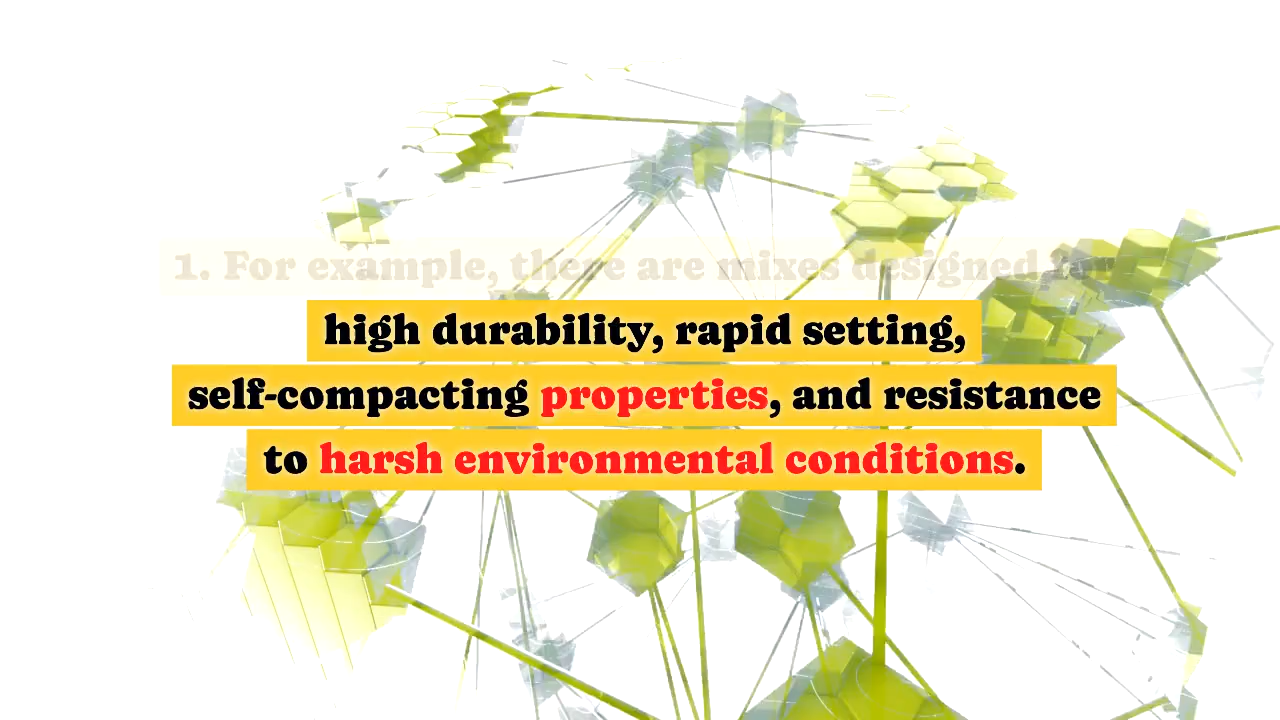 1. For example, there are mixes designed for
high durability, rapid setting,
self-compacting properties, and resistance
to harsh environmental conditions.